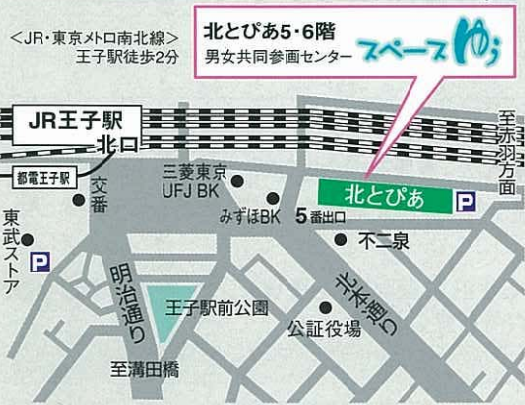 ＜JR・東京メトロ南北線＞
王子駅徒歩2分
北とぴあ5・6階
男女共同参画センター
スペースゆう
JR王子駅
北口
至赤羽方面
都電王子駅
交番
三菱東京
UFJ BK
みずほBK
5番出口
北とぴあ
P
東武ストア
P
不二泉
明治通り
王子駅前公園
北本通り
公証役場
至溝田橋